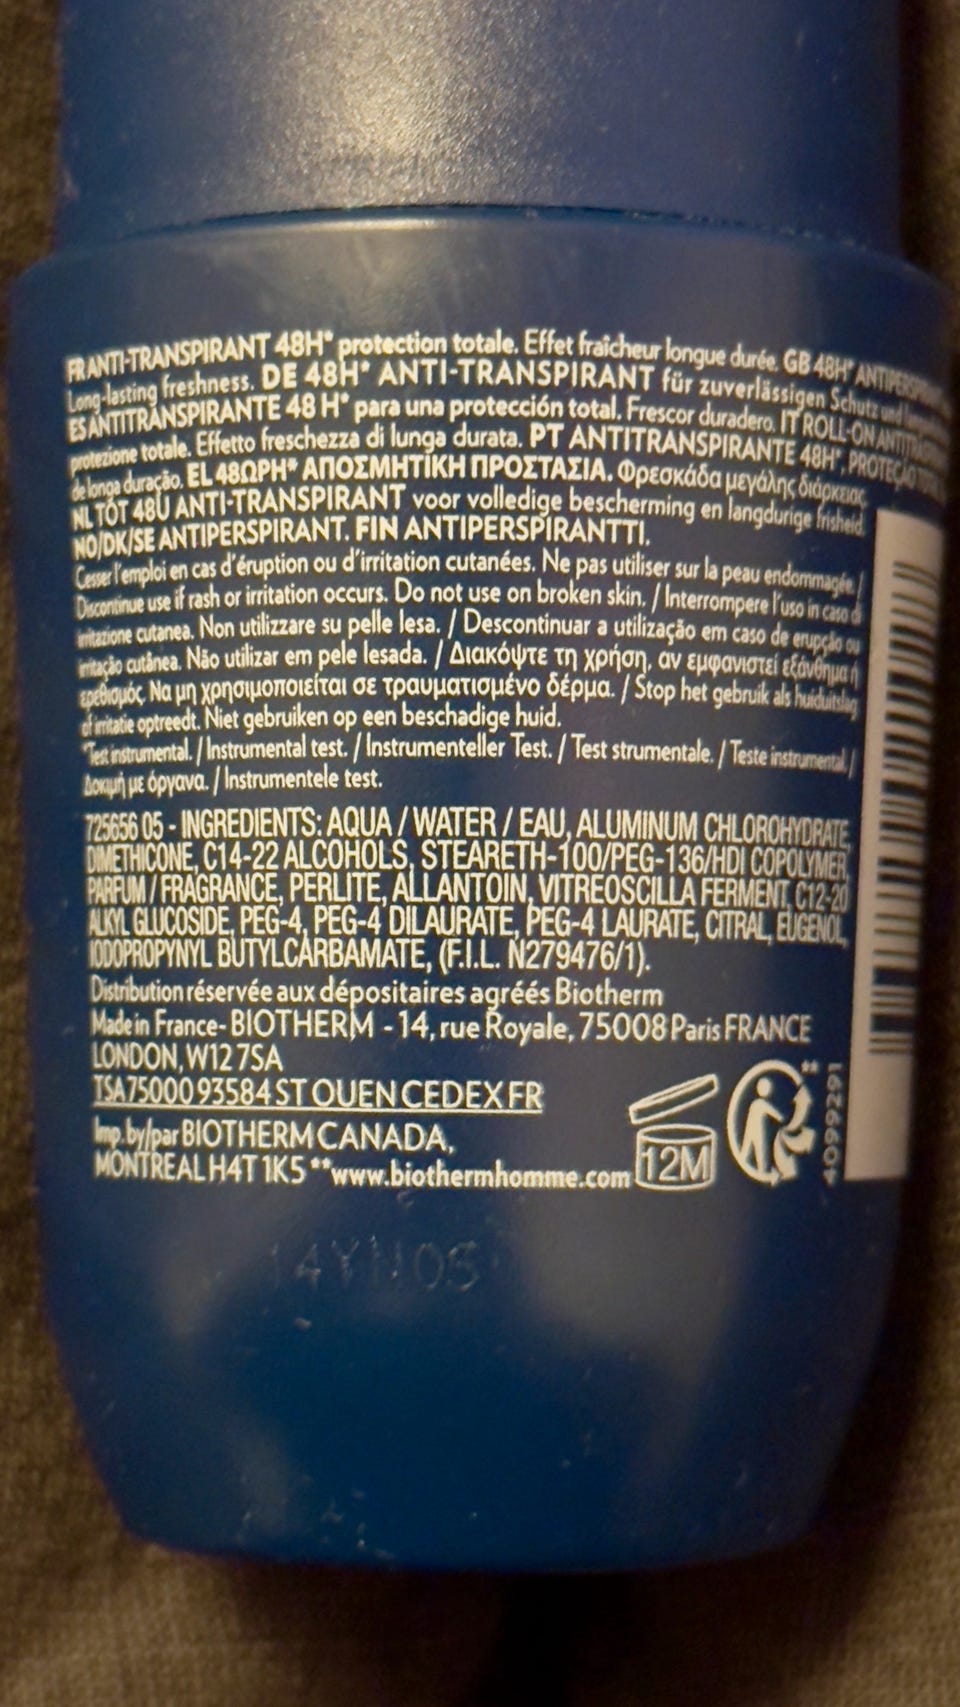 FR ANTI-TRANSPIRANT 48H* protection totale. Effet fraîcheur longue durée. GB 48H* ANTIPERSPIRANT
Long-lasting freshness. DE 48H* ANTI-TRANSPIRANT für zuverlässigen Schutz und
ES ANTITRANSPIRANTE 48 H* para una protección total. Frescor duradero. IT ROLL-ON
protezione totale. Effetto freschezza di lunga durata. PT ANTITRANSPIRANTE 48H*, PROTEÇÃO
de longa duração. EL 48ΩΡΗ* ΑΠΟΣΜΗΤΙΚΗ ΠΡΟΣΤΑΣΙΑ. Φρεσκάδα μεγάλης διάρκειας.
NL TOT 48U ANTI-TRANSPIRANT voor volledige bescherming en langdurige frisheid.
NO/DK/SE ANTIPERSPIRANT. FIN ANTIPERSPIRANTTI.
Cesser l'emploi en cas d'éruption ou d'irritation cutanées. Ne pas utiliser sur la peau endommagée. /
Discontinue use if rash or irritation occurs. Do not use on broken skin. / Interrompere l'uso in caso di
irritazione cutanea. Non utilizzare su pelle lesa. / Descontinuar a utilização em caso de erupção ou
irritação cutânea. Não utilizar em pele lesada. / Διακόψτε τη χρήση, αν εμφανιστεί εξάνθημα ή
ερεθισμός. Να μη χρησιμοποιείται σε τραυματισμένο δέρμα. / Stop het gebruik als huiduitslag
of irritatie optreedt. Niet gebruiken op een beschadige huid.
*Test instrumental. / Instrumental test. / Instrumenteller Test. / Test strumentale. / Teste instrumental. /
Δοκιμή με όργανα. / Instrumentele test.
725656 05 - INGREDIENTS: AQUA / WATER / EAU, ALUMINUM CHLOROHYDRATE,
DIMETHICONE, C14-22 ALCOHOLS, STEARETH-100/PEG-136/HDI COPOLYMER,
PARFUM / FRAGRANCE, PERLITE, ALLANTOIN, VITREOSCILLA FERMENT, C12-20
ALKYL GLUCOSIDE, PEG-4, PEG-4 DILAURATE, PEG-4 LAURATE, CITRAL, EUGENOL,
IODOPROPYNYL BUTYLCARBAMATE, (F.I.L. N279476/1).
Distribution réservée aux dépositaires agréés Biotherm
Made in France - BIOTHERM - 14, rue Royale, 75008 Paris FRANCE
LONDON, W12 7SA
TSA 75000 93584 ST OUEN CEDEX FR
Imp. by/par BIOTHERM CANADA,
MONTREAL H4T 1K5 **www.biothermhomme.com
12M
**
4099291